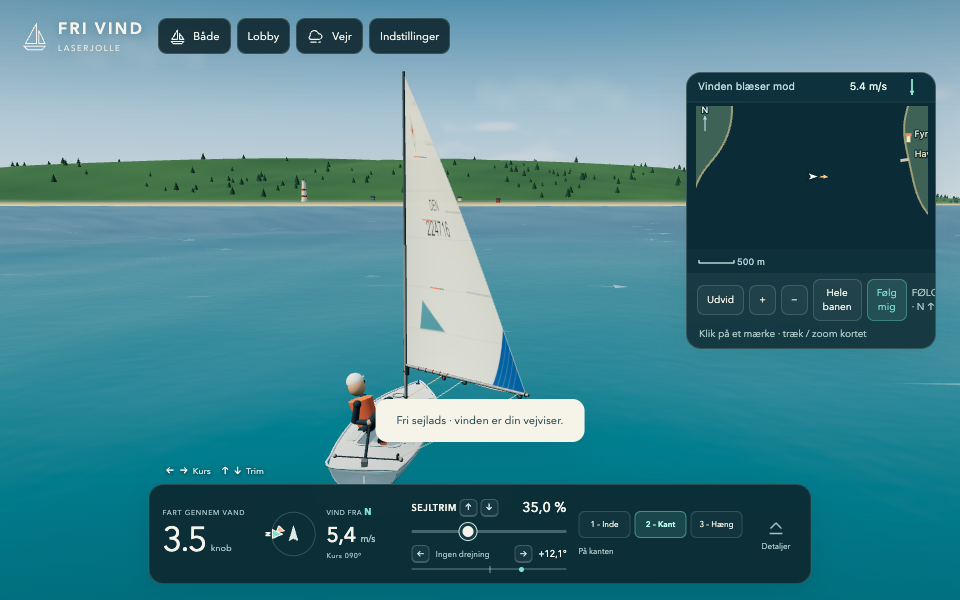 FRI VIND
LASERJOLLE
Både
Lobby
Vejr
Indstillinger
Vinden blæser mod
5.4 m/s
N
Fyr
Hav
500 m
Udvid
+
−
Hele
banen
Følg
mig
FØLG
· N ↑
Klik på et mærke · træk / zoom kortet
DEN
224716
Fri sejlads · vinden er din vejviser.
← → Kurs ↑ ↓ Trim
FART GENNEM VAND
3.5 knob
N
VIND FRA N
5,4 m/s
Kurs 090°
SEJLTRIM ↑ ↓ 35,0 %
← Ingen drejning → +12,1°
1 – Inde
2 – Kant
3 – Hæng
På kanten
Detaljer